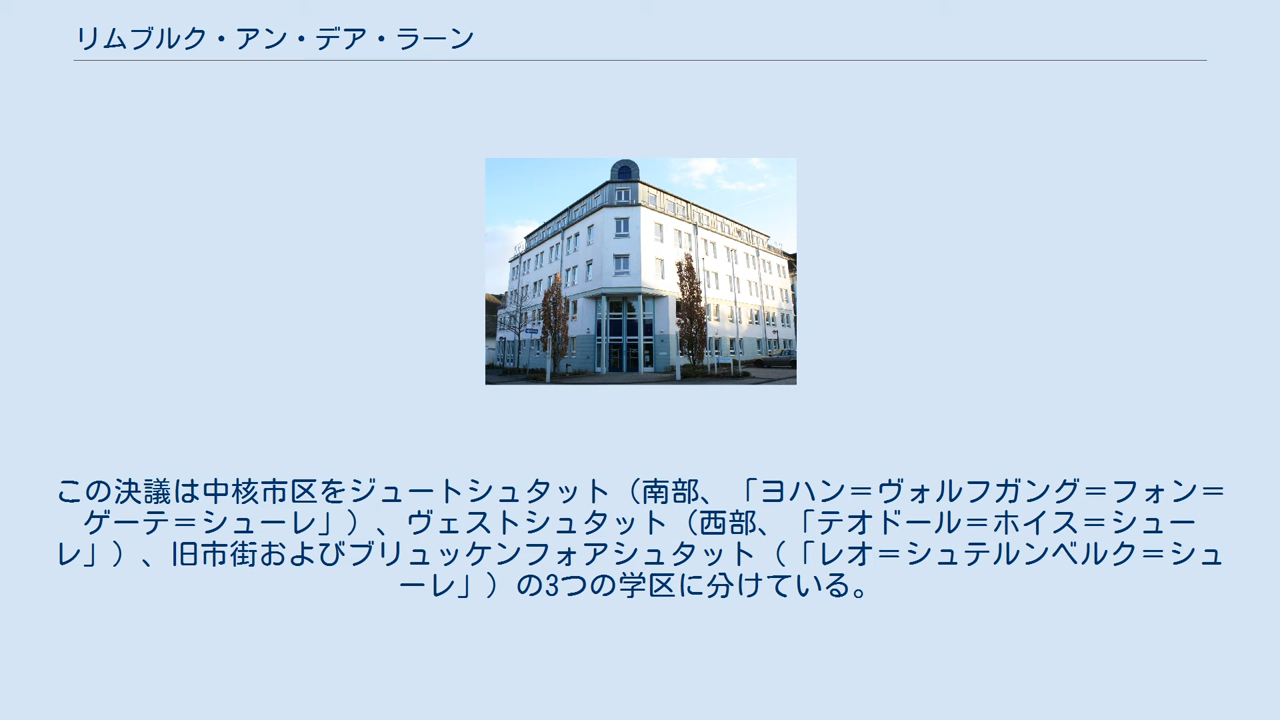 リムブルク・アン・デア・ラーン
この決議は中核市区をジュートシュタット（南部、「ヨハン＝ヴォルフガング＝フォン＝
ゲーテ＝シューレ」）、ヴェストシュタット（西部、「テオドール＝ホイス＝シュー
レ」）、旧市街およびブリュッケンフォアシュタット（「レオ＝シュテルンベルク＝シュ
ーレ」）の3つの学区に分けている。